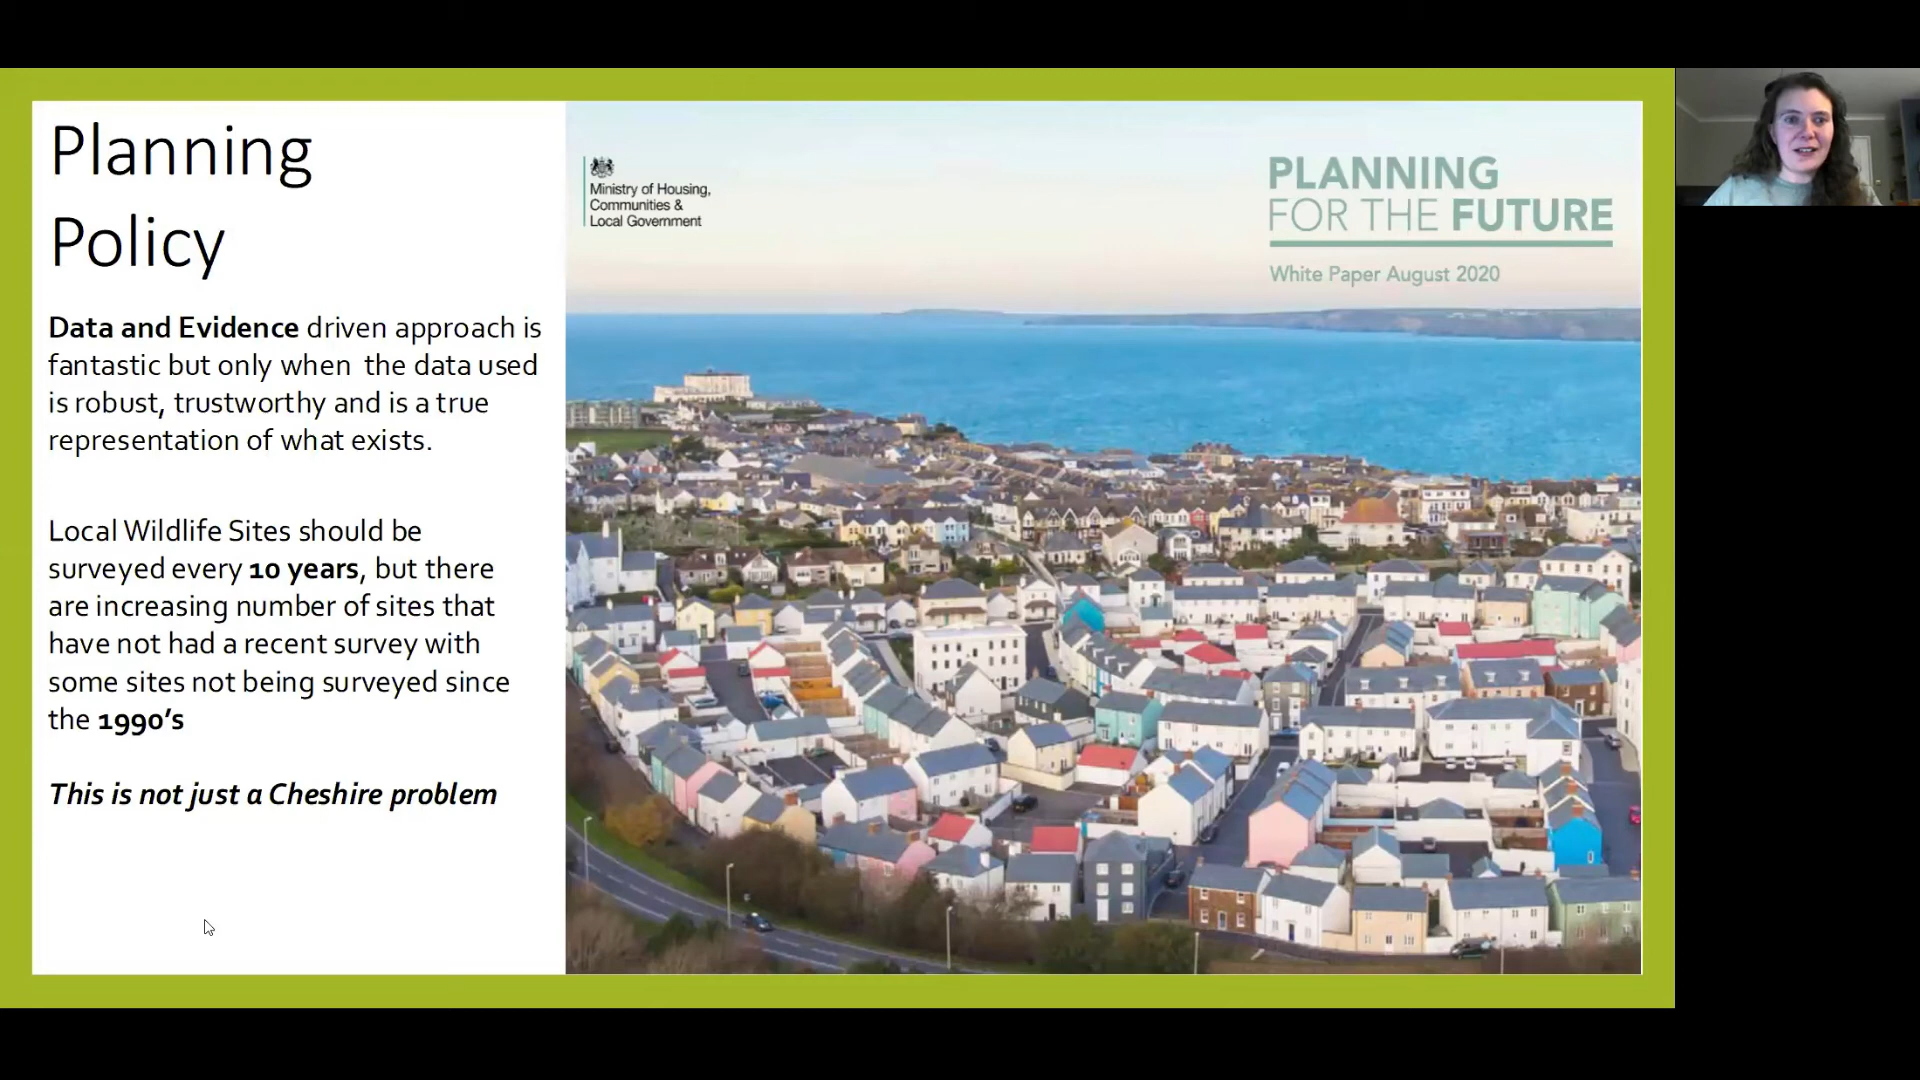 Planning
Policy
Data and Evidence driven approach is
fantastic but only when the data used
is robust, trustworthy and is a true
representation of what exists.
Local Wildlife Sites should be
surveyed every 10 years, but there
are increasing number of sites that
have not had a recent survey with
some sites not being surveyed since
the 1990’s
This is not just a Cheshire problem
Ministry of Housing,
Communities &
Local Government
PLANNING
FOR THE FUTURE
White Paper August 2020